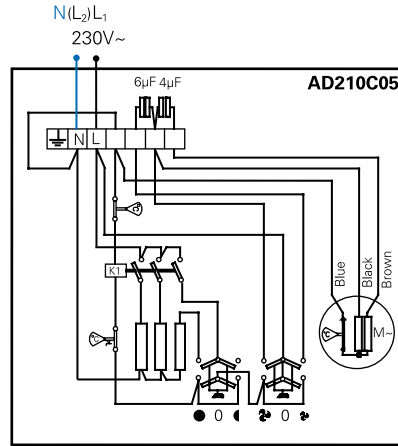 N(L₂)L₁
230V~
AD210C05
6µF 4µF
N L
°C
K1
°C
Blue
Black
Brown
°C M~
0 0